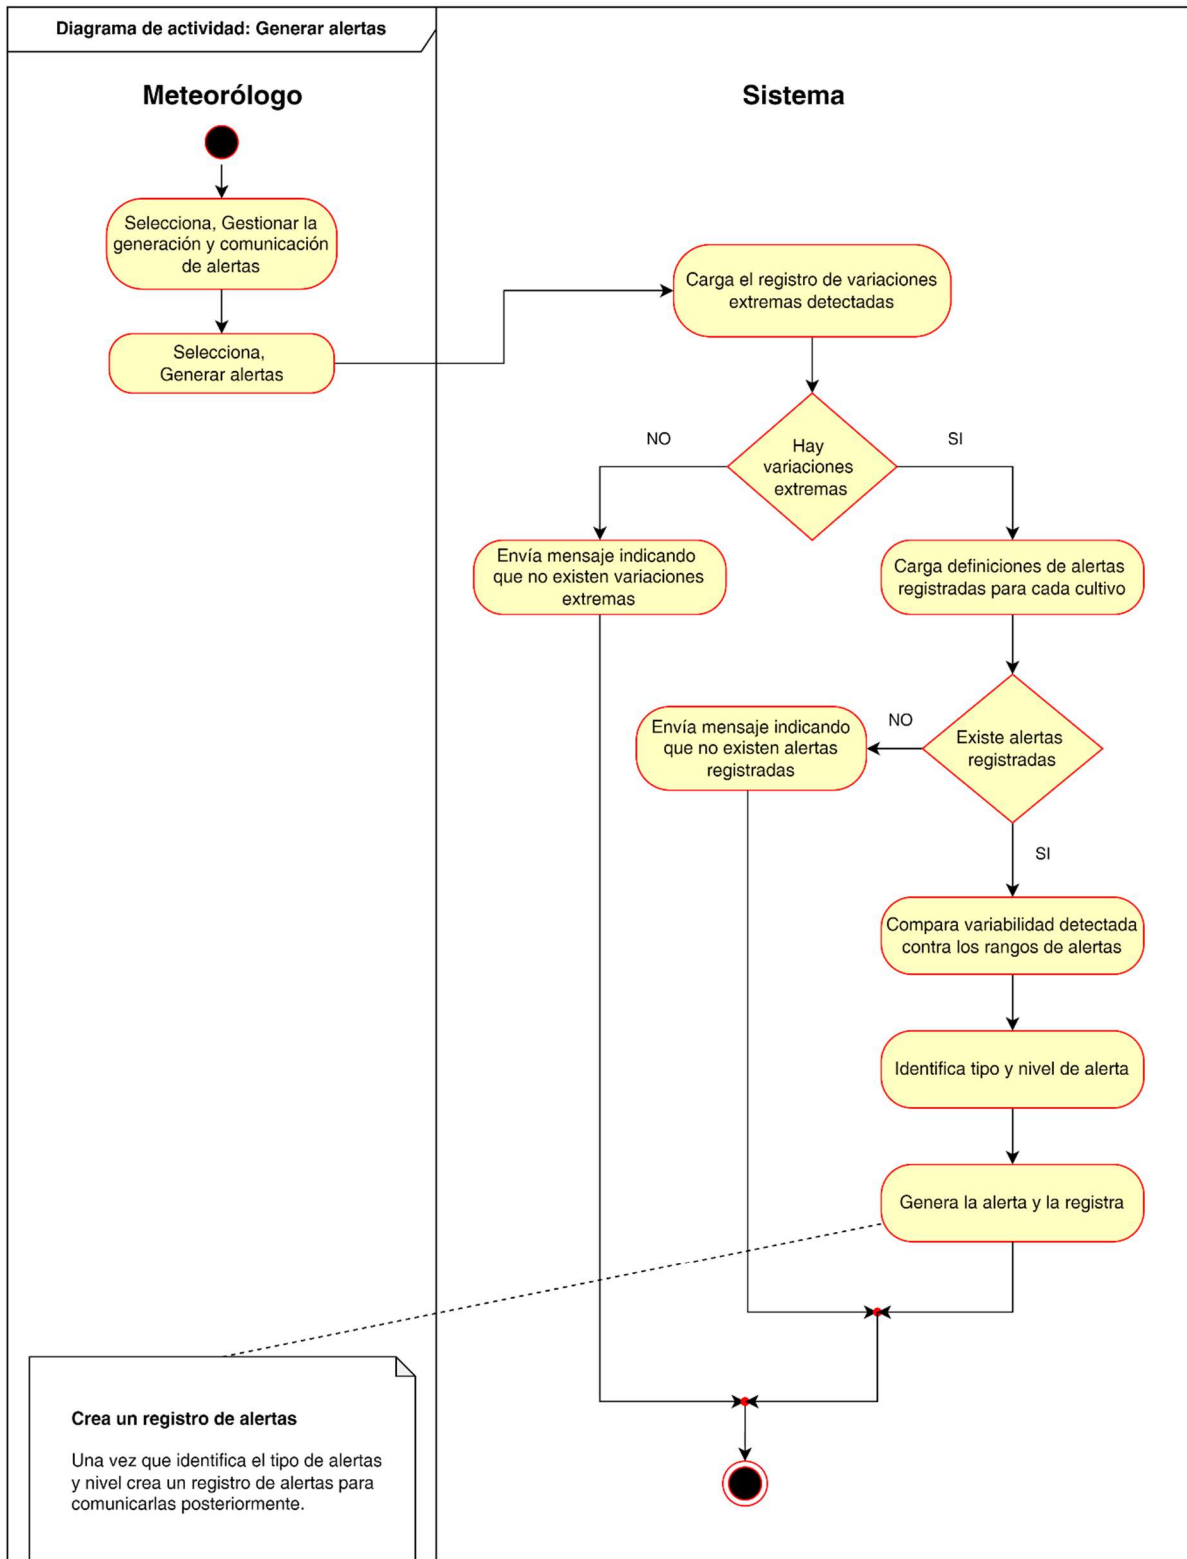 Diagrama de actividad: Generar alertas
Meteorólogo
Sistema
Selecciona, Gestionar la
generación y comunicación
de alertas
Selecciona,
Generar alertas
Carga el registro de variaciones
extremas detectadas
Hay
variaciones
extremas
NO
SI
Envía mensaje indicando
que no existen variaciones
extremas
Carga definiciones de alertas
registradas para cada cultivo
Existe alertas
registradas
NO
Envía mensaje indicando
que no existen alertas
registradas
SI
Compara variabilidad detectada
contra los rangos de alertas
Identifica tipo y nivel de alerta
Genera la alerta y la registra
Crea un registro de alertas
Una vez que identifica el tipo de alertas
y nivel crea un registro de alertas para
comunicarlas posteriormente.